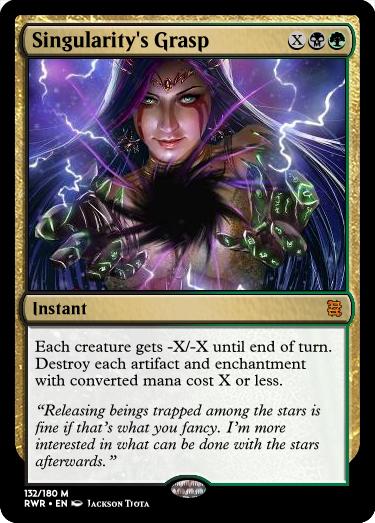 Singularity's Grasp X
Instant
Each creature gets -X/-X until end of turn.
Destroy each artifact and enchantment
with converted mana cost X or less.
“Releasing beings trapped among the stars is
fine if that's what you fancy. I'm more
interested in what can be done with the stars
afterwards.”
132/180 M
RWR • EN Jackson Tjota